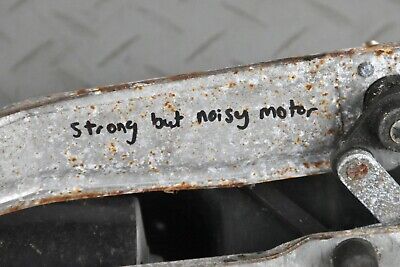 strong but noisy motor